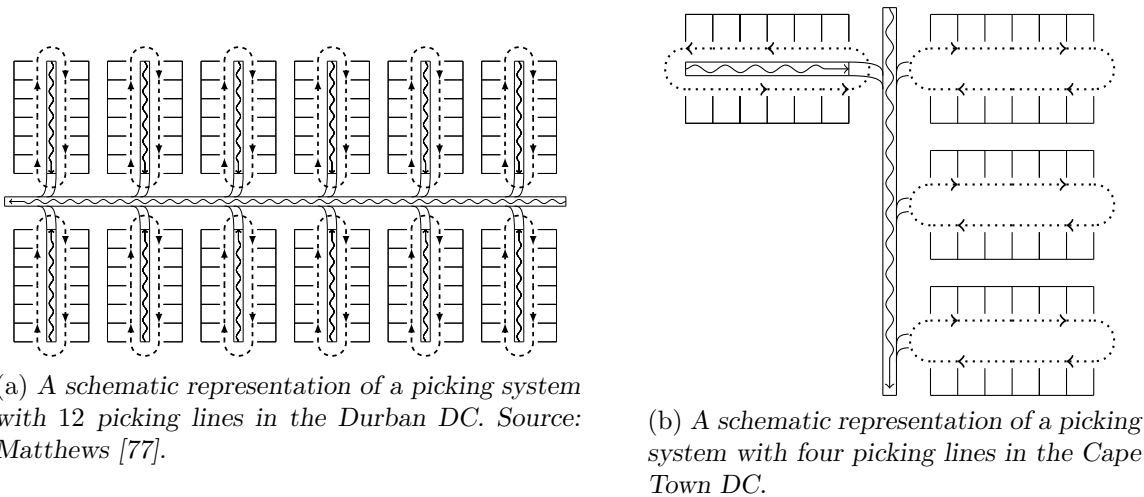 (a) A schematic representation of a picking system
with 12 picking lines in the Durban DC. Source:
Matthews [77].
(b) A schematic representation of a picking
system with four picking lines in the Cape
Town DC.